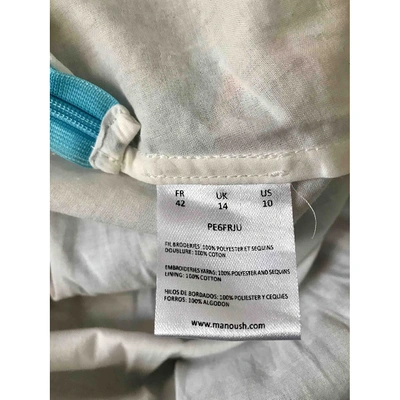 FR UK US
42 14 10
PE6FRJU
FIL BRODERIES: 100% POLYESTER ET SEQUINS
DOUBLURE: 100% COTON
EMBROIDERIES YARNS: 100% POLYESTER AND SEQUINS
LINING: 100% COTTON
HILOS DE BORDADOS: 100% POLIESTER Y CEQUIES
FORROS: 100% ALGODON
www.manoush.com